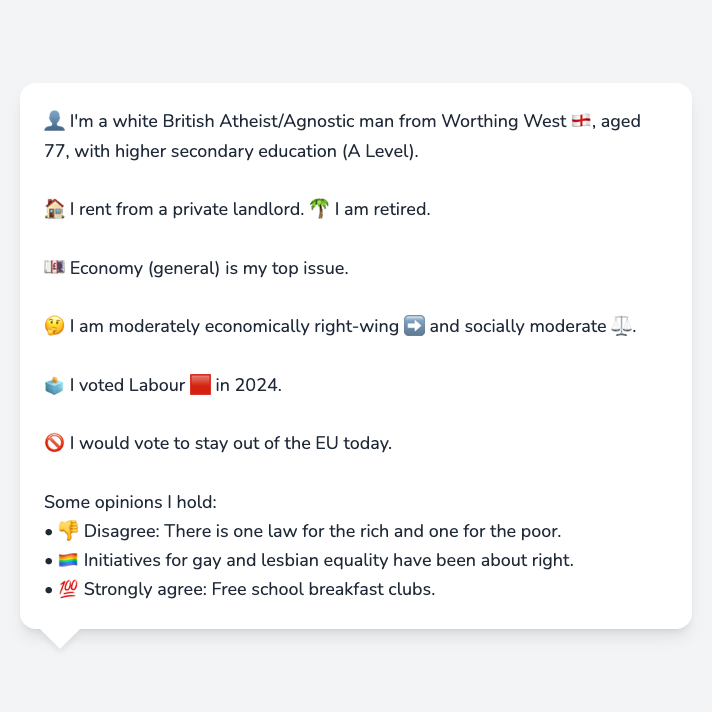 👤 I'm a white British Atheist/Agnostic man from Worthing West 🏴󠁧󠁢󠁥󠁮󠁧󠁿, aged
77, with higher secondary education (A Level).
🏠 I rent from a private landlord. 🌴 I am retired.
💷 Economy (general) is my top issue.
🤔 I am moderately economically right-wing ➡️ and socially moderate ⚖️.
🗳️ I voted Labour 🟥 in 2024.
🚫 I would vote to stay out of the EU today.
Some opinions I hold:
• 👎 Disagree: There is one law for the rich and one for the poor.
• 🏳️‍🌈 Initiatives for gay and lesbian equality have been about right.
• 💯 Strongly agree: Free school breakfast clubs.